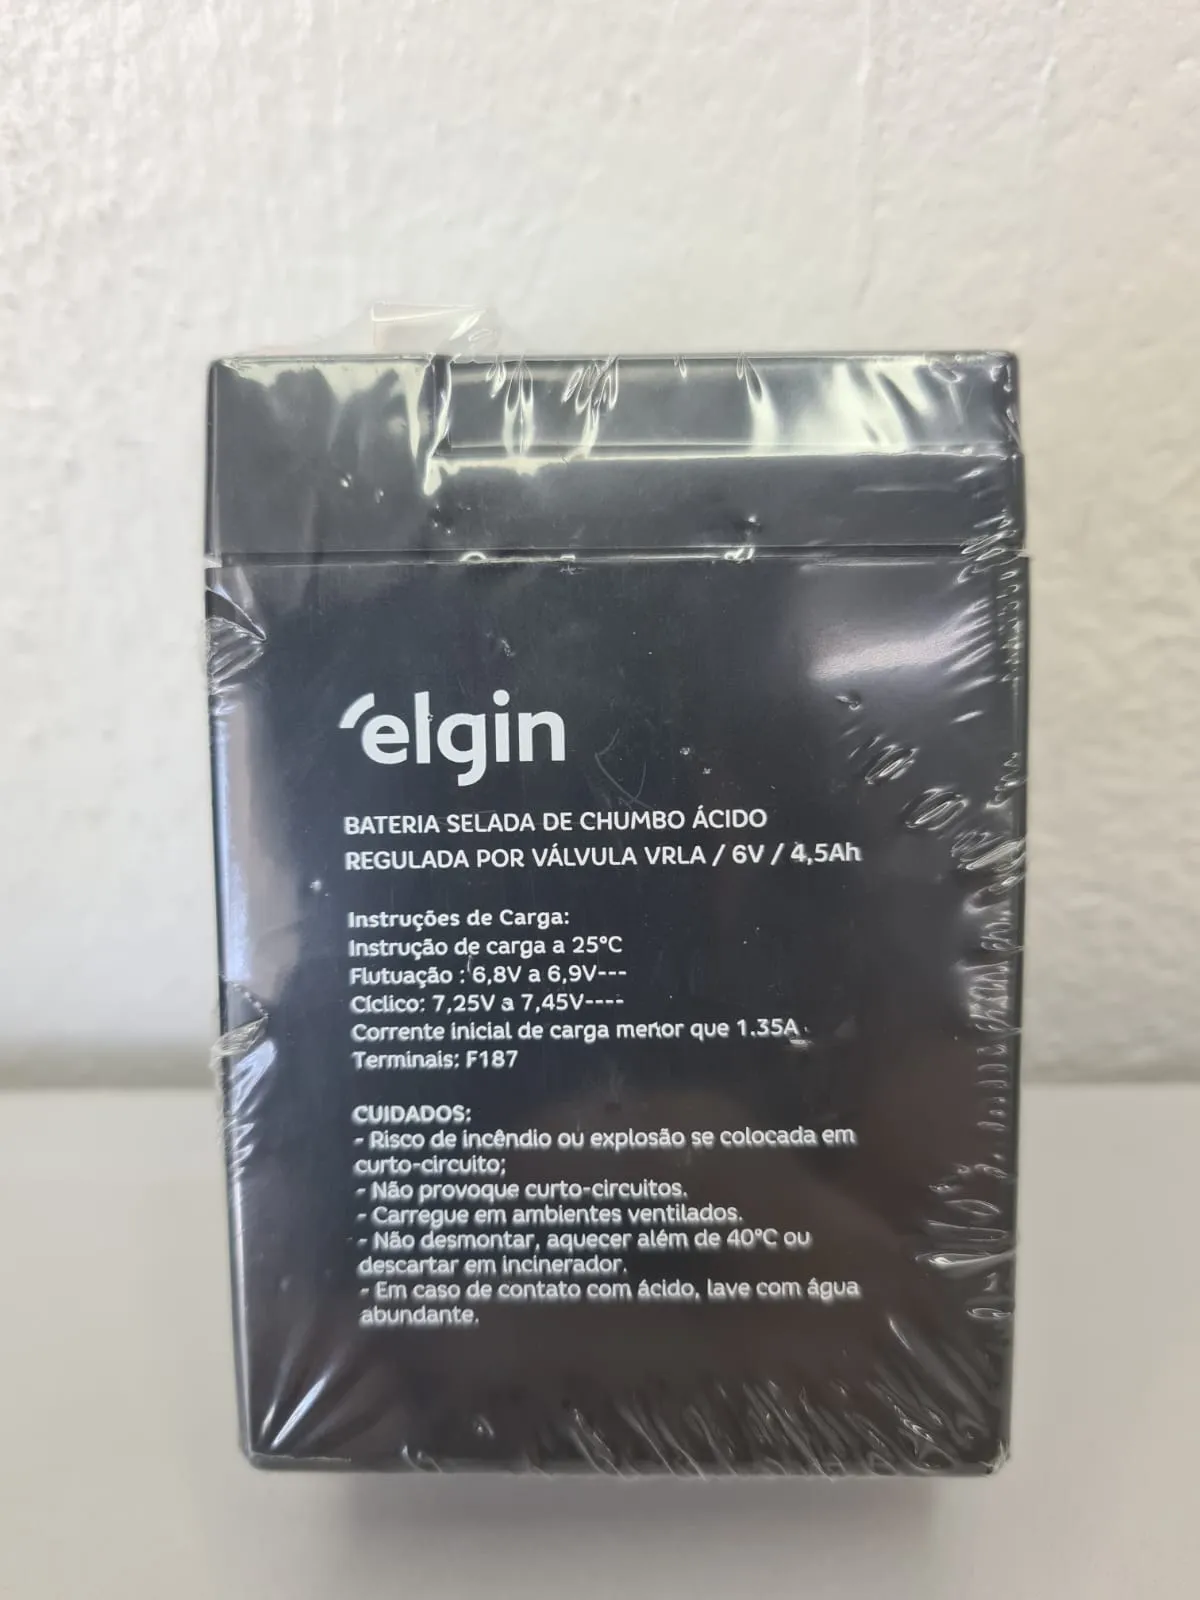 elgin
BATERIA SELADA DE CHUMBO ÁCIDO
REGULADA POR VÁLVULA VRLA / 6V / 4,5Ah
Instruções de Carga:
Instrução de carga a 25°C
Flutuação : 6,8V a 6,9V---
Cíclico: 7,25V a 7,45V----
Corrente inicial de carga menor que 1.35A
Terminais: F187
CUIDADOS:
- Risco de incêndio ou explosão se colocada em
curto-circuito;
- Não provoque curto-circuitos.
- Carregue em ambientes ventilados.
- Não desmontar, aquecer além de 40°C ou
descartar em incinerador.
- Em caso de contato com ácido, lave com água
abundante.